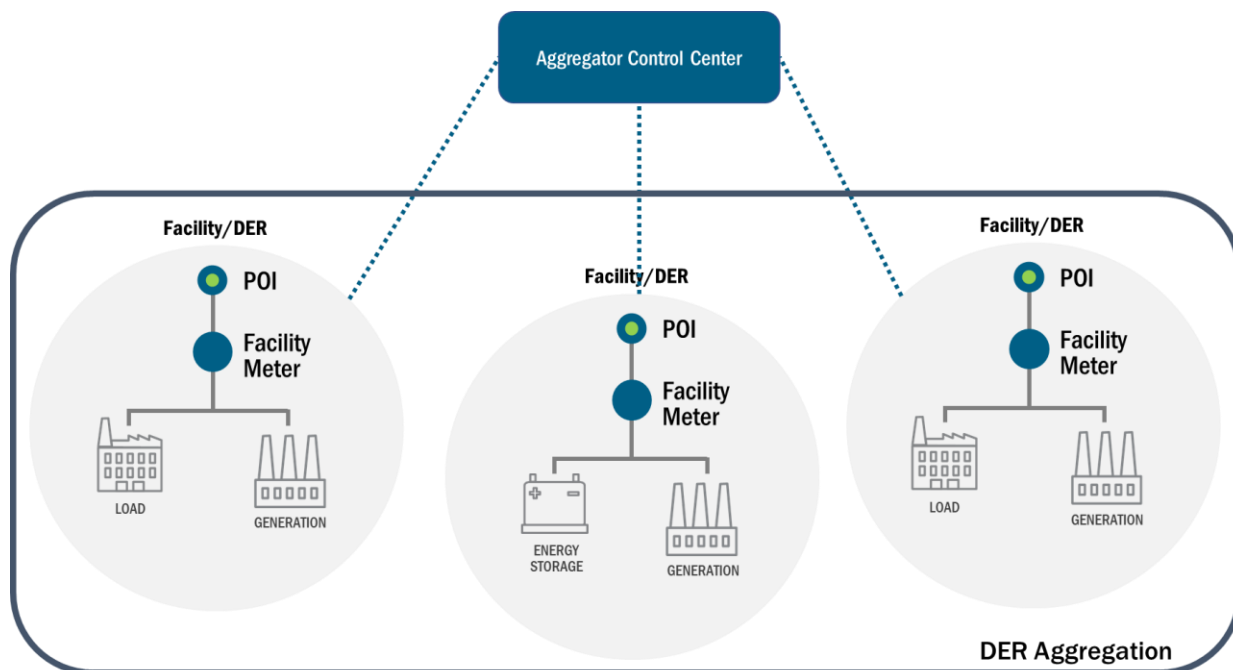 Aggregator Control Center
Facility/DER
POI
Facility
Meter
LOAD
GENERATION
Facility/DER
POI
Facility
Meter
ENERGY
STORAGE
GENERATION
Facility/DER
POI
Facility
Meter
LOAD
GENERATION
DER Aggregation